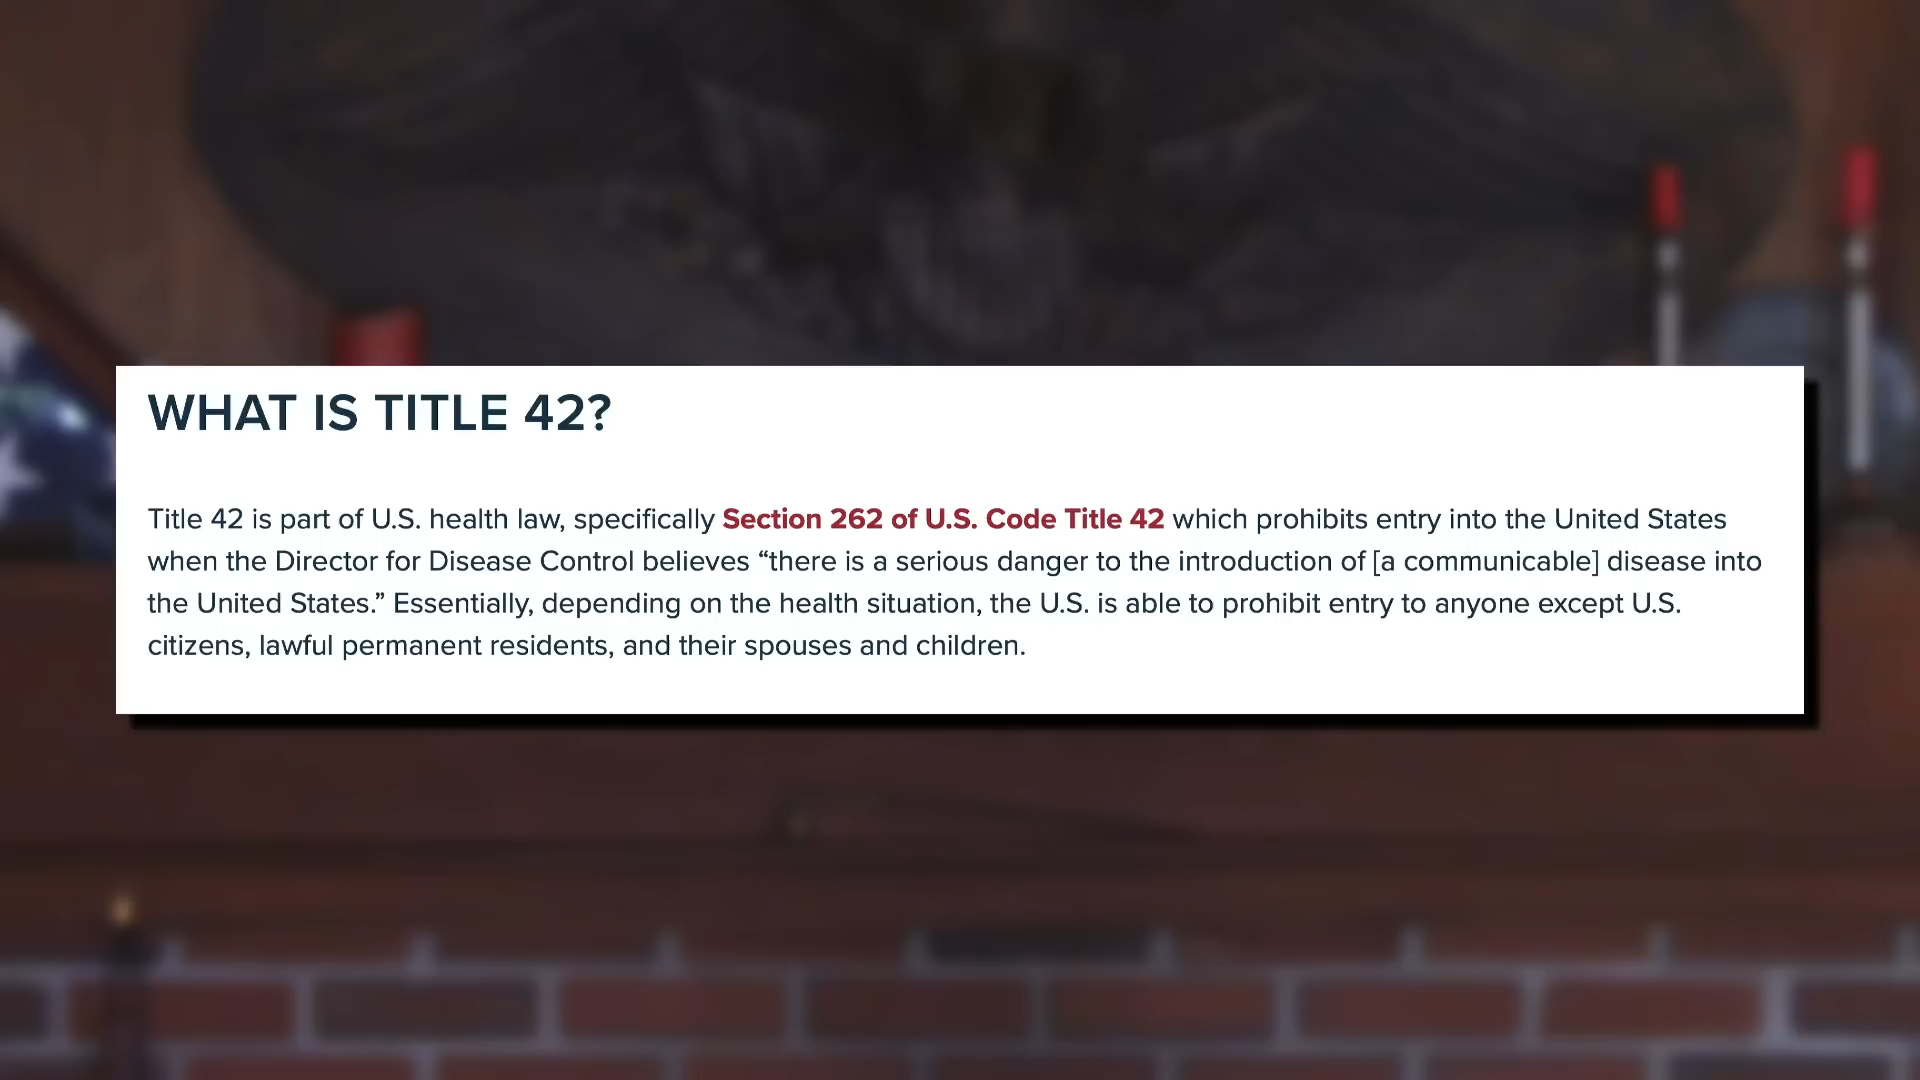 WHAT IS TITLE 42?
Title 42 is part of U.S. health law, specifically Section 262 of U.S. Code Title 42 which prohibits entry into the United States
when the Director for Disease Control believes “there is a serious danger to the introduction of [a communicable] disease into
the United States.” Essentially, depending on the health situation, the U.S. is able to prohibit entry to anyone except U.S.
citizens, lawful permanent residents, and their spouses and children.